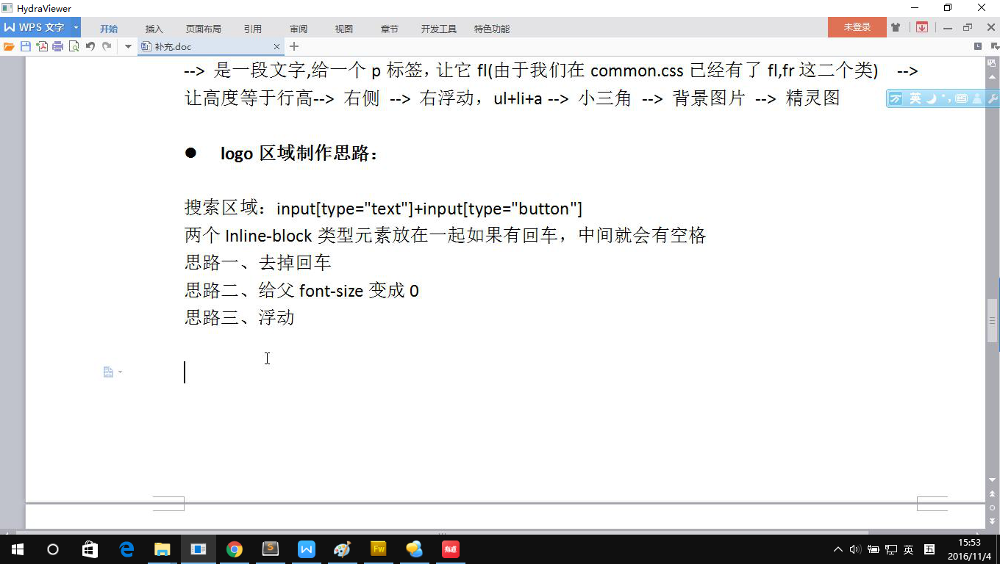 HydraViewer
WPS 文字 开始 插入 页面布局 引用 审阅 视图 章节 开发工具 特色功能 未登录
补充.doc
--> 是一段文字,给一个 p 标签，让它 fl(由于我们在 common.css 已经有了 fl,fr 这二个类) -->
让高度等于行高--> 右侧 --> 右浮动，ul+li+a --> 小三角 --> 背景图片 --> 精灵图
英
● logo 区域制作思路：
搜索区域：input[type="text"]+input[type="button"]
两个 Inline-block 类型元素放在一起如果有回车，中间就会有空格
思路一、去掉回车
思路二、给父 font-size 变成 0
思路三、浮动
Fw
英
15:53
2016/11/4